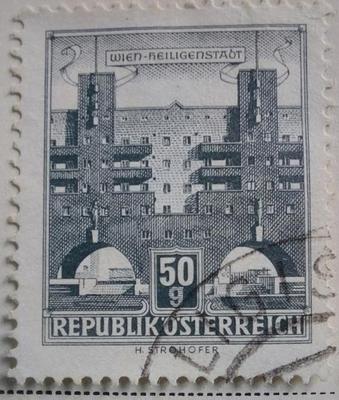 WIEN-HEILIGENSTADT
50
g
REPUBLIK ÖSTERREICH
H. STROHOFER